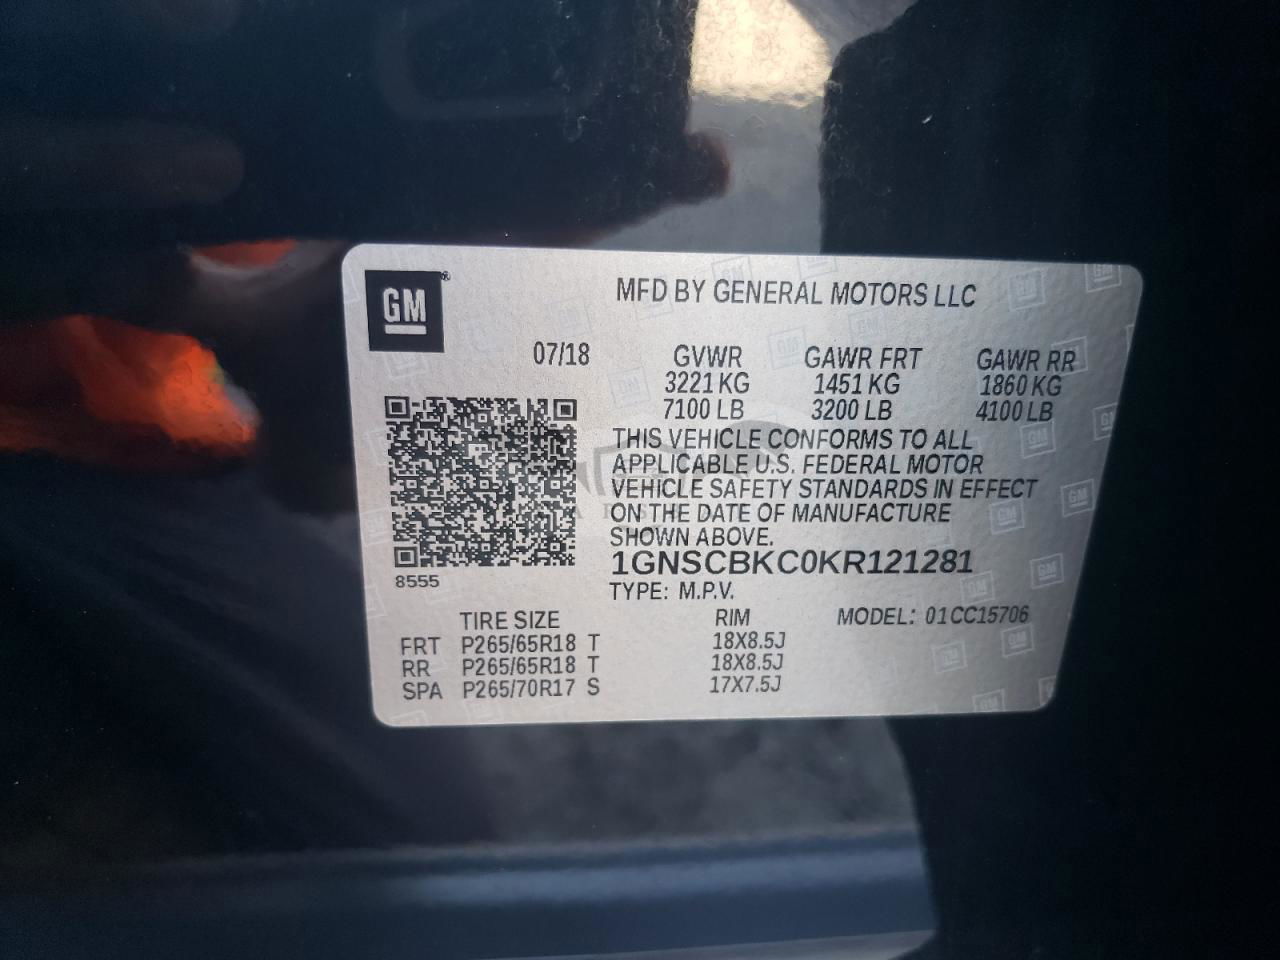 GM
MFD BY GENERAL MOTORS LLC
07/18 GVWR GAWR FRT GAWR RR
3221 KG 1451 KG 1860 KG
7100 LB 3200 LB 4100 LB
THIS VEHICLE CONFORMS TO ALL
APPLICABLE U.S. FEDERAL MOTOR
VEHICLE SAFETY STANDARDS IN EFFECT
ON THE DATE OF MANUFACTURE
SHOWN ABOVE.
1GNSCBKC0KR121281
8555
TYPE: M.P.V.
TIRE SIZE RIM MODEL: 01CC15706
FRT P265/65R18 T 18X8.5J
RR P265/65R18 T 18X8.5J
SPA P265/70R17 S 17X7.5J